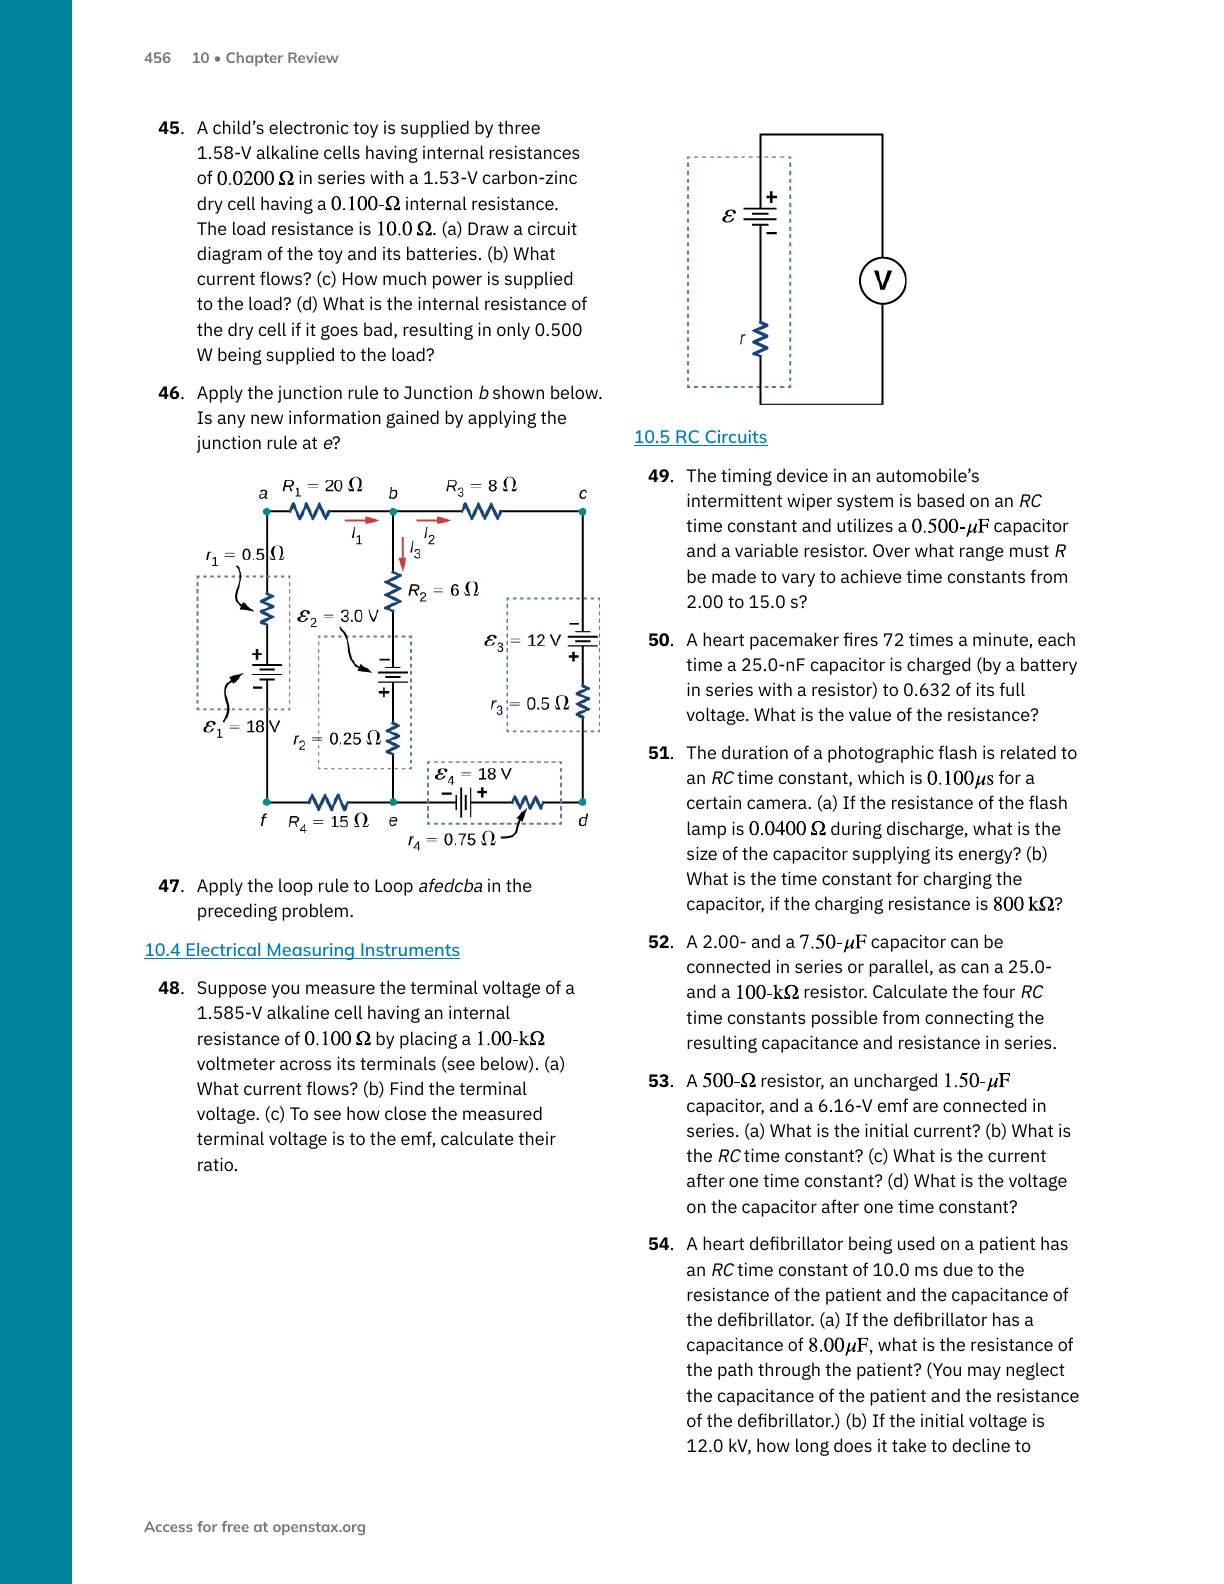 456 10 • Chapter Review
45. A child’s electronic toy is supplied by three
1.58-V alkaline cells having internal resistances
of 0.0200 Ω in series with a 1.53-V carbon-zinc
dry cell having a 0.100-Ω internal resistance.
The load resistance is 10.0 Ω. (a) Draw a circuit
diagram of the toy and its batteries. (b) What
current flows? (c) How much power is supplied
to the load? (d) What is the internal resistance of
the dry cell if it goes bad, resulting in only 0.500
W being supplied to the load?
46. Apply the junction rule to Junction b shown below.
Is any new information gained by applying the
junction rule at e?
a R1 = 20 Ω b R3 = 8 Ω c
I1 I2
I3
r1 = 0.5 Ω
R2 = 6 Ω
ε2 = 3.0 V
ε3 = 12 V
+ − − +
− + + −
r3 = 0.5 Ω
ε1 = 18 V
r2 = 0.25 Ω
ε4 = 18 V
− +
f R4 = 15 Ω e d
r4 = 0.75 Ω
47. Apply the loop rule to Loop afedcba in the
preceding problem.
10.4 Electrical Measuring Instruments
48. Suppose you measure the terminal voltage of a
1.585-V alkaline cell having an internal
resistance of 0.100 Ω by placing a 1.00-kΩ
voltmeter across its terminals (see below). (a)
What current flows? (b) Find the terminal
voltage. (c) To see how close the measured
terminal voltage is to the emf, calculate their
ratio.
+
ε
−
V
r
10.5 RC Circuits
49. The timing device in an automobile’s
intermittent wiper system is based on an RC
time constant and utilizes a 0.500-μF capacitor
and a variable resistor. Over what range must R
be made to vary to achieve time constants from
2.00 to 15.0 s?
50. A heart pacemaker fires 72 times a minute, each
time a 25.0-nF capacitor is charged (by a battery
in series with a resistor) to 0.632 of its full
voltage. What is the value of the resistance?
51. The duration of a photographic flash is related to
an RC time constant, which is 0.100μs for a
certain camera. (a) If the resistance of the flash
lamp is 0.0400 Ω during discharge, what is the
size of the capacitor supplying its energy? (b)
What is the time constant for charging the
capacitor, if the charging resistance is 800 kΩ?
52. A 2.00- and a 7.50-μF capacitor can be
connected in series or parallel, as can a 25.0-
and a 100-kΩ resistor. Calculate the four RC
time constants possible from connecting the
resulting capacitance and resistance in series.
53. A 500-Ω resistor, an uncharged 1.50-μF
capacitor, and a 6.16-V emf are connected in
series. (a) What is the initial current? (b) What is
the RC time constant? (c) What is the current
after one time constant? (d) What is the voltage
on the capacitor after one time constant?
54. A heart defibrillator being used on a patient has
an RC time constant of 10.0 ms due to the
resistance of the patient and the capacitance of
the defibrillator. (a) If the defibrillator has a
capacitance of 8.00μF, what is the resistance of
the path through the patient? (You may neglect
the capacitance of the patient and the resistance
of the defibrillator.) (b) If the initial voltage is
12.0 kV, how long does it take to decline to
Access for free at openstax.org